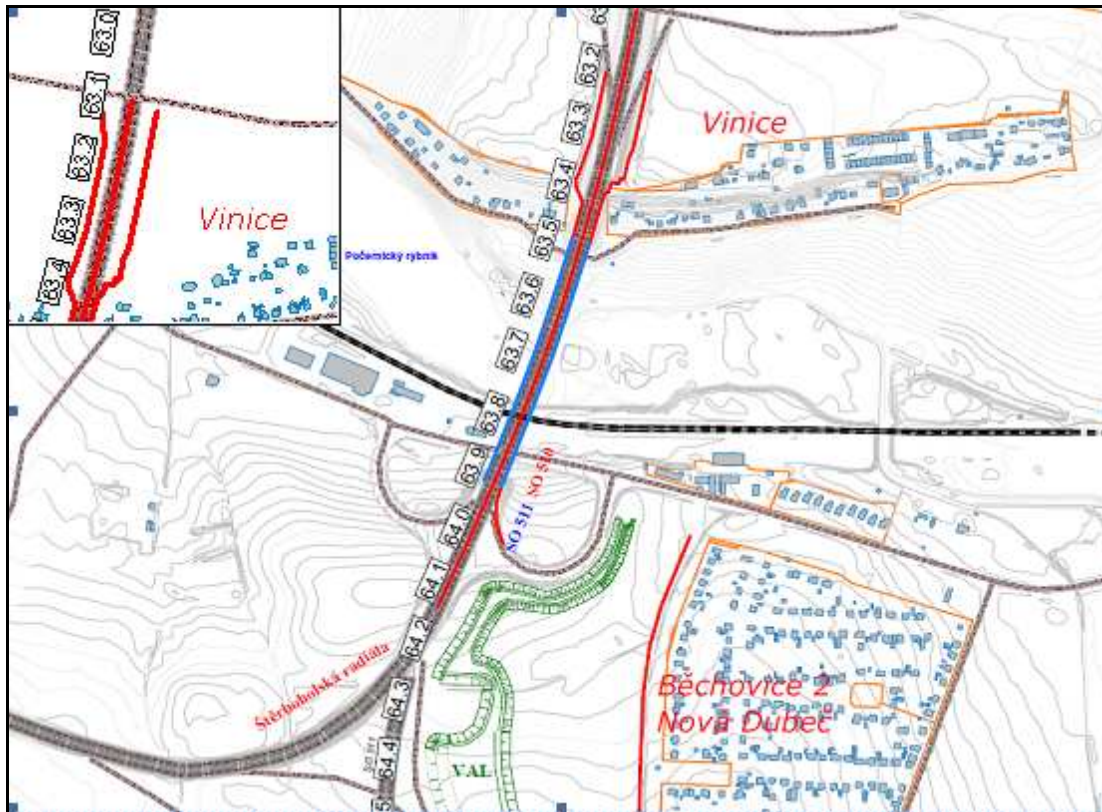 63.0
63.1
63.2
63.3
63.4
Vinice
63.2
63.3
63.4
63.5
63.6
63.7
63.8
63.9
64.0
64.1
64.2
64.3
64.4
Vinice
Počernický rybník
SO 510
SO 511
Štěrboholská radiála
VAL
Běchovice 2
Nová Dubeč